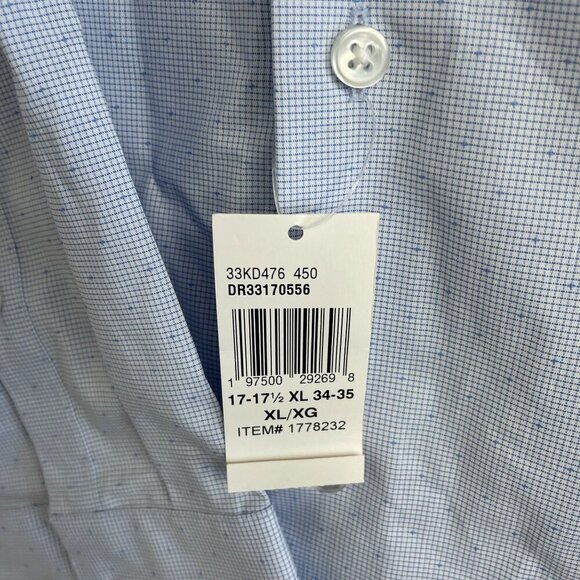 33KD476 450
DR33170556
1 97500 29269 8
17-17½ XL 34-35
XL/XG
ITEM# 1778232